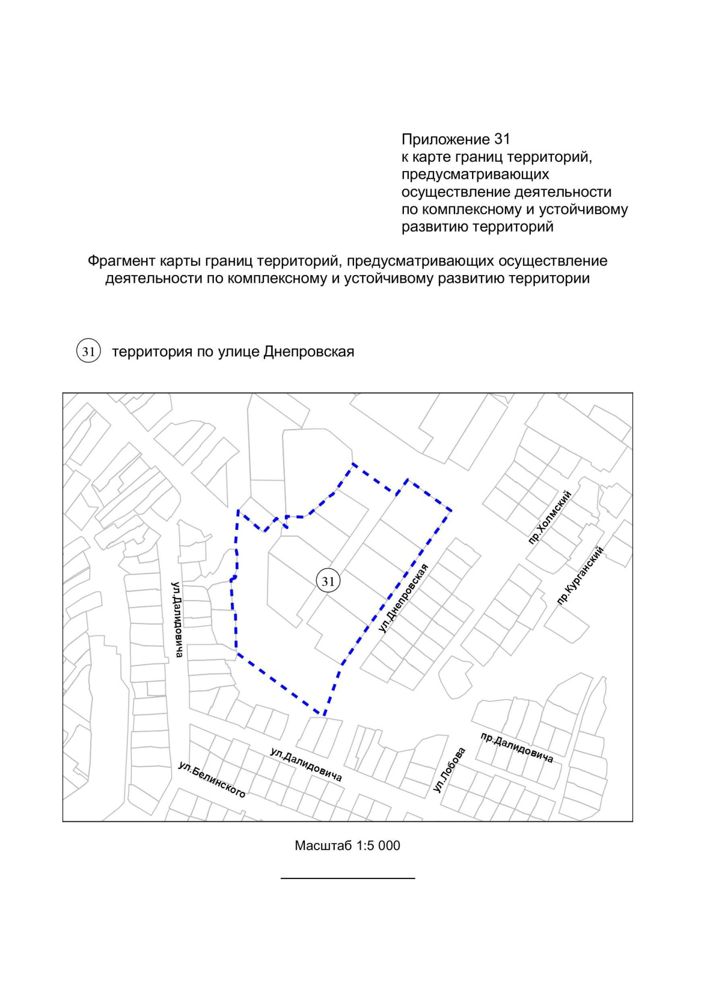 Приложение 31
к карте границ территорий,
предусматривающих
осуществление деятельности
по комплексному и устойчивому
развитию территорий
Фрагмент карты границ территорий, предусматривающих осуществление
деятельности по комплексному и устойчивому развитию территории
31 территория по улице Днепровская
пр.Холмский
пр.Курганский
31
ул.Днепровская
ул.Далидовича
пр.Далидовича
ул.Далидовича
ул.Лобова
ул.Белинского
Масштаб 1:5 000